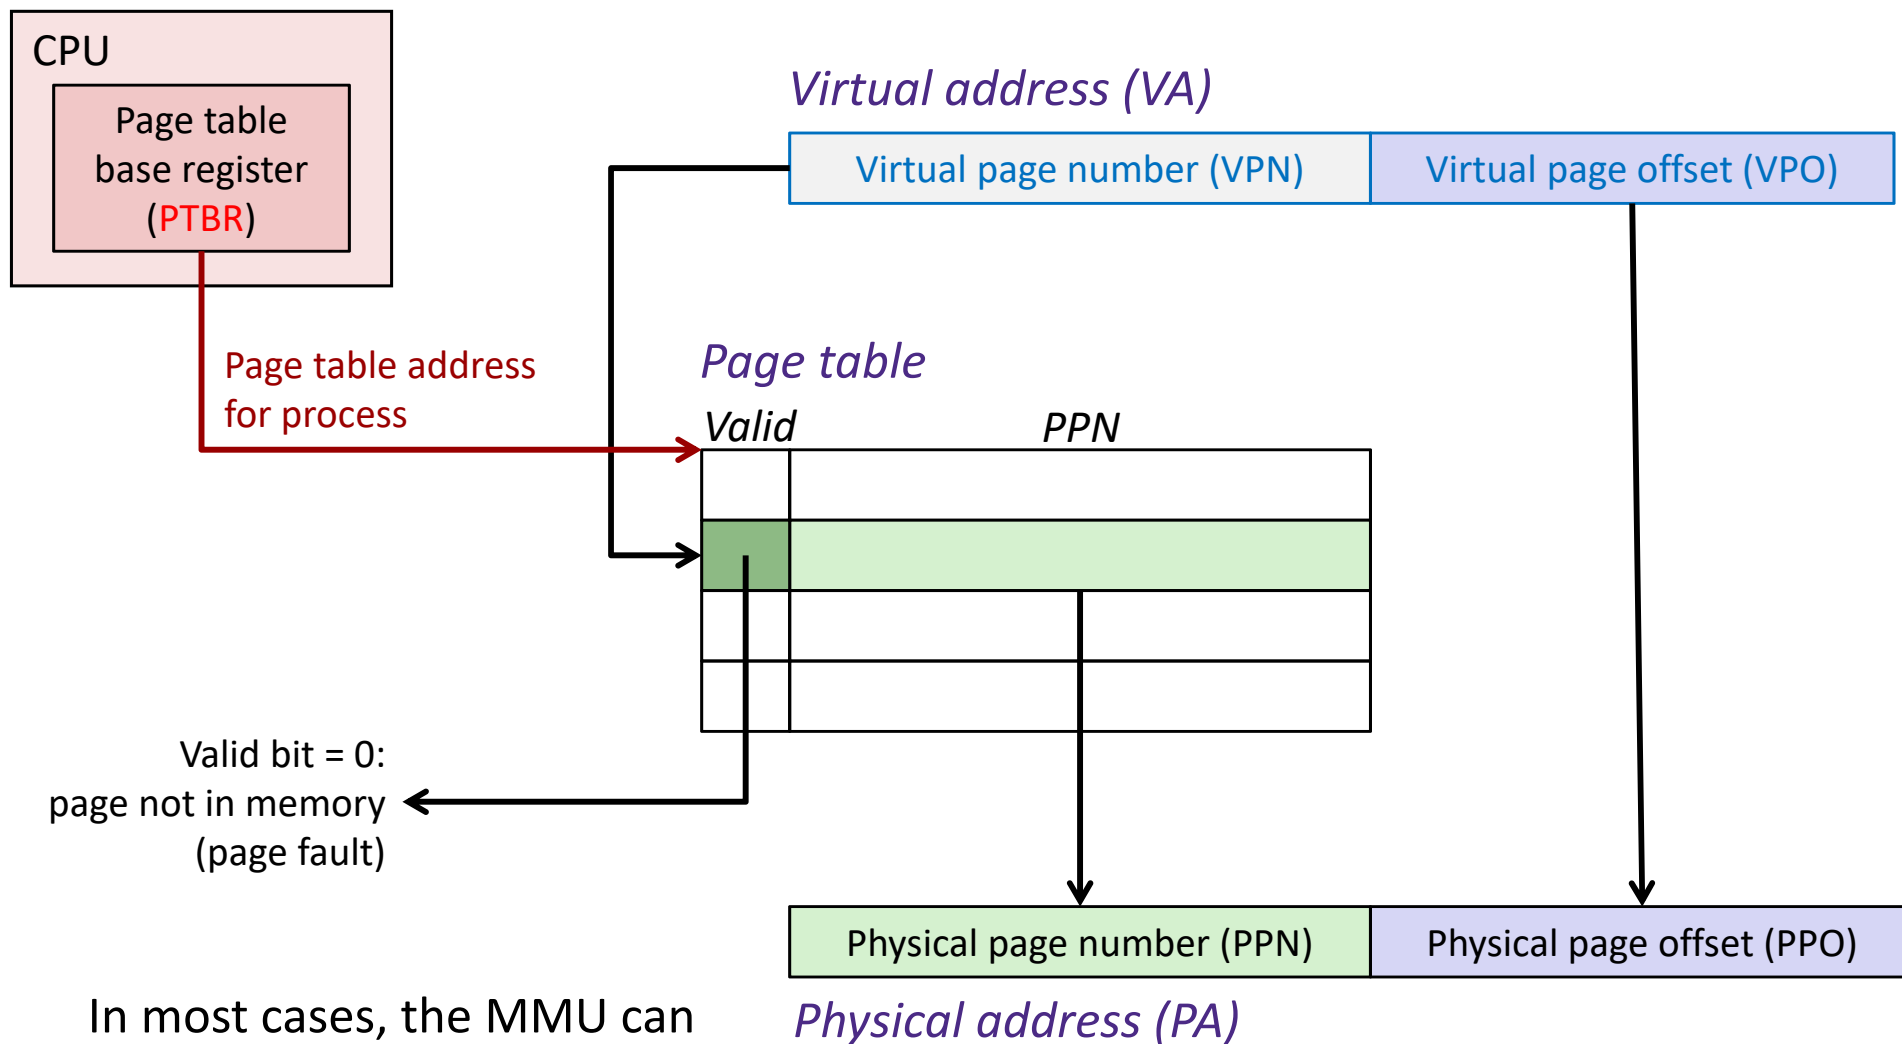 CPU
Page table
base register
(PTBR)
Virtual address (VA)
Virtual page number (VPN)
Virtual page offset (VPO)
Page table address
for process
Page table
Valid
PPN
Valid bit = 0:
page not in memory
(page fault)
Physical page number (PPN)
Physical page offset (PPO)
In most cases, the MMU can
Physical address (PA)